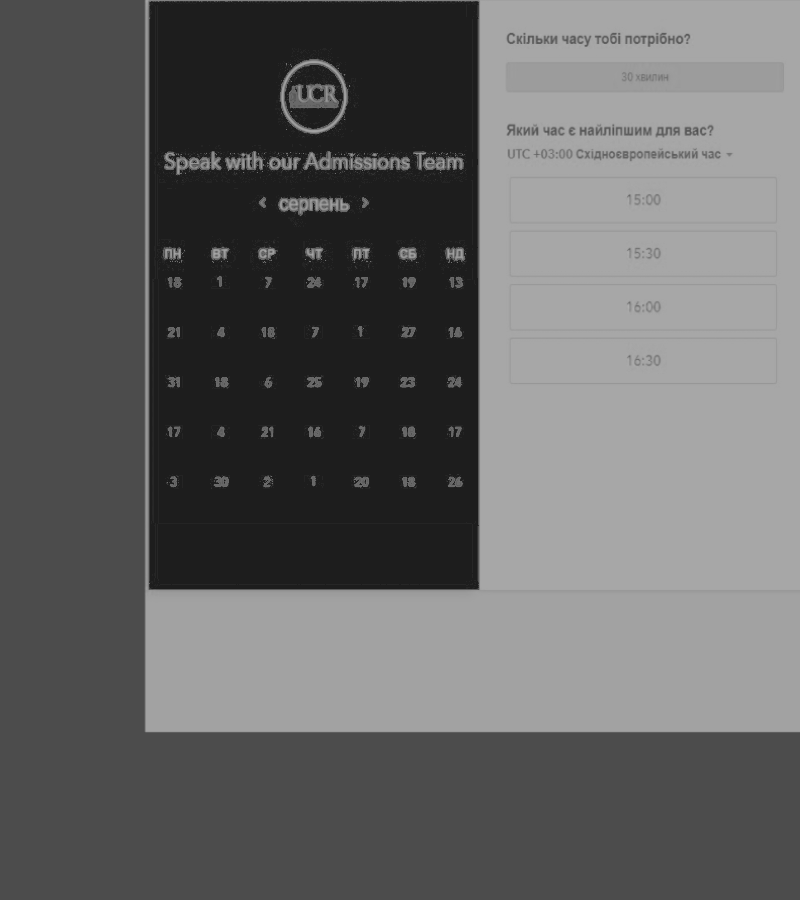 UCR
Speak with our Admissions Team
‹ серпень ›
ПН ВТ СР ЧТ ПТ СБ НД
18 1 7 24 17 19 13
21 4 18 7 1 27 16
31 18 6 25 19 23 24
17 4 21 16 7 18 17
3 30 2 1 20 18 26
Скільки часу тобі потрібно?
30 хвилин
Який час є найліпшим для вас?
UTC +03:00 Східноєвропейський час
15:00
15:30
16:00
16:30